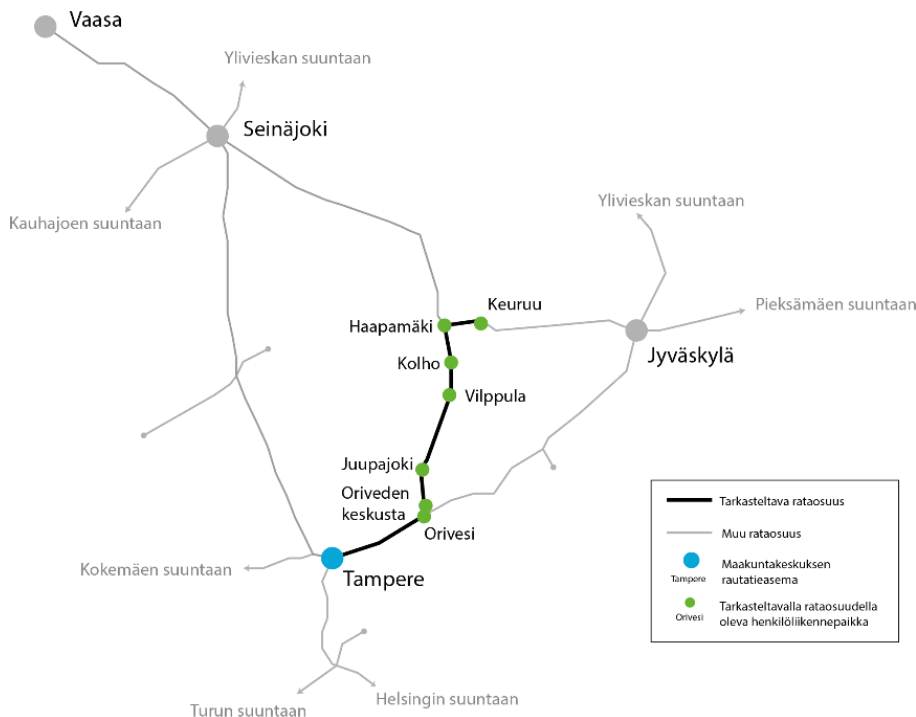 Vaasa
Ylivieskan suuntaan
Seinäjoki
Kauhajoen suuntaan
Ylivieskan suuntaan
Pieksämäen suuntaan
Keuruu
Haapamäki
Jyväskylä
Kolho
Vilppula
Juupajoki
Oriveden
keskusta
Orivesi
Kokemäen suuntaan
Tampere
Turun suuntaan
Helsingin suuntaan
Tarkasteltava rataosuus
Muu rataosuus
Tampere
Maakuntakeskuksen
rautatieasema
Orivesi
Tarkasteltavalla rataosuudella
oleva henkilöliikennepaikka